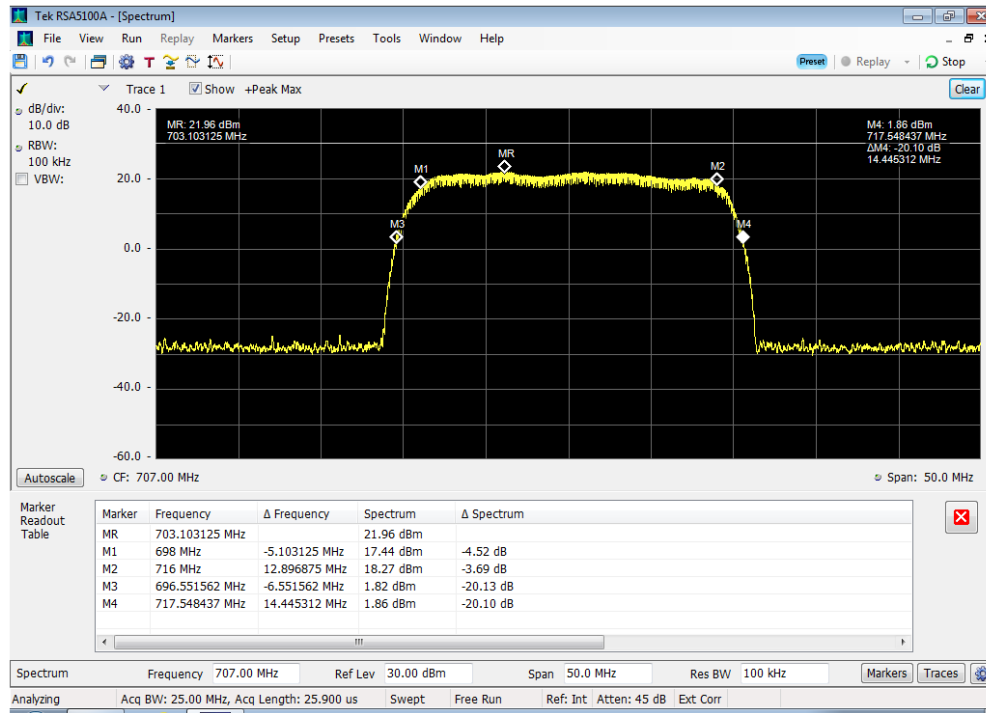 Tek RSA5100A - [Spectrum]
File View Run Replay Markers Setup Presets Tools Window Help
T Preset Replay Stop
Trace 1 Show +Peak Max Clear
dB/div:
10.0 dB
RBW:
100 kHz
VBW:
40.0
20.0
0.0
-20.0
-40.0
-60.0
MR: 21.96 dBm
703.103125 MHz
M4: 1.86 dBm
717.548437 MHz
ΔM4: -20.10 dB
14.445312 MHz
M1
MR
M2
M3
M4
Autoscale CF: 707.00 MHz Span: 50.0 MHz
Marker
Readout
Table
Marker Frequency Δ Frequency Spectrum Δ Spectrum
MR 703.103125 MHz 21.96 dBm
M1 698 MHz -5.103125 MHz 17.44 dBm -4.52 dB
M2 716 MHz 12.896875 MHz 18.27 dBm -3.69 dB
M3 696.551562 MHz -6.551562 MHz 1.82 dBm -20.13 dB
M4 717.548437 MHz 14.445312 MHz 1.86 dBm -20.10 dB
Spectrum Frequency 707.00 MHz Ref Lev 30.00 dBm Span 50.0 MHz Res BW 100 kHz Markers Traces
Analyzing Acq BW: 25.00 MHz, Acq Length: 25.900 us Swept Free Run Ref: Int Atten: 45 dB Ext Corr